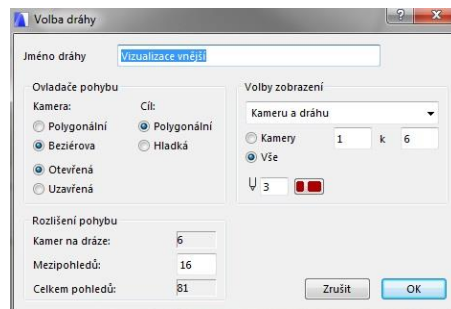 Volba dráhy
Jméno dráhy
Vizualizace vnější
Ovladače pohybu
Kamera:
Cíl:
Polygonální
Polygonální
Beziérova
Hladká
Otevřená
Uzavřená
Volby zobrazení
Kameru a dráhu
Kamery 1 k 6
Vše
3
Rozlišení pohybu
Kamer na dráze: 6
Mezipohledů: 16
Celkem pohledů: 81
Zrušit
OK